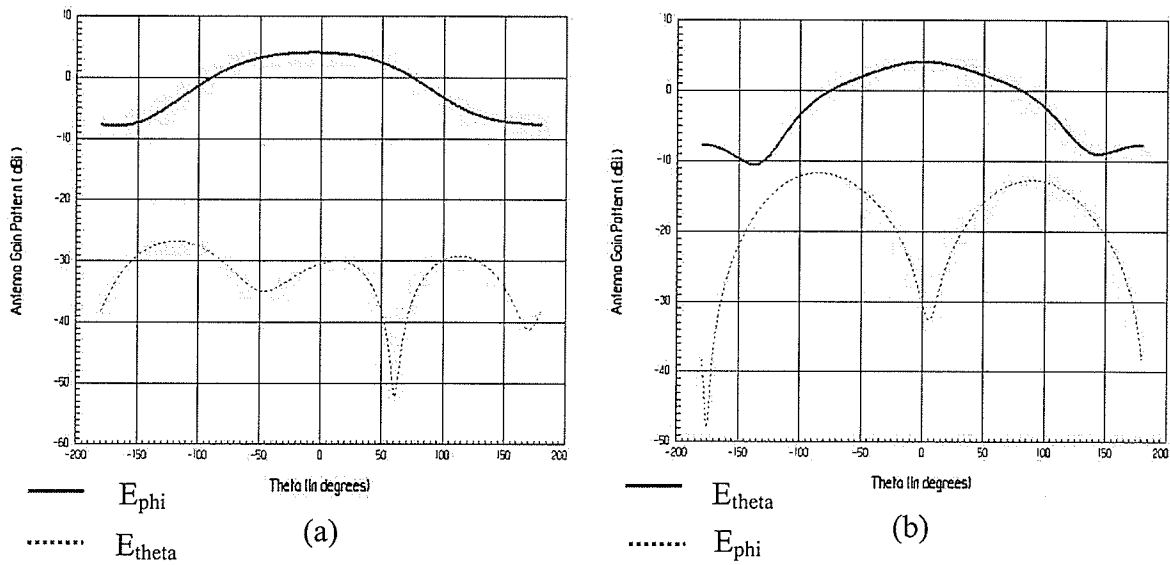 10
0
-10
-20
-30
-40
-50
-60
-200 -150 -100 -50 0 50 100 150 200
Antenna Gain Pattern ( dBi )
Theta (In degrees)
E_phi
E_theta
(a)
10
0
-10
-20
-30
-40
-50
-200 -150 -100 -50 0 50 100 150 200
Antenna Gain Pattern ( dBi )
Theta (In degrees)
E_theta
E_phi
(b)